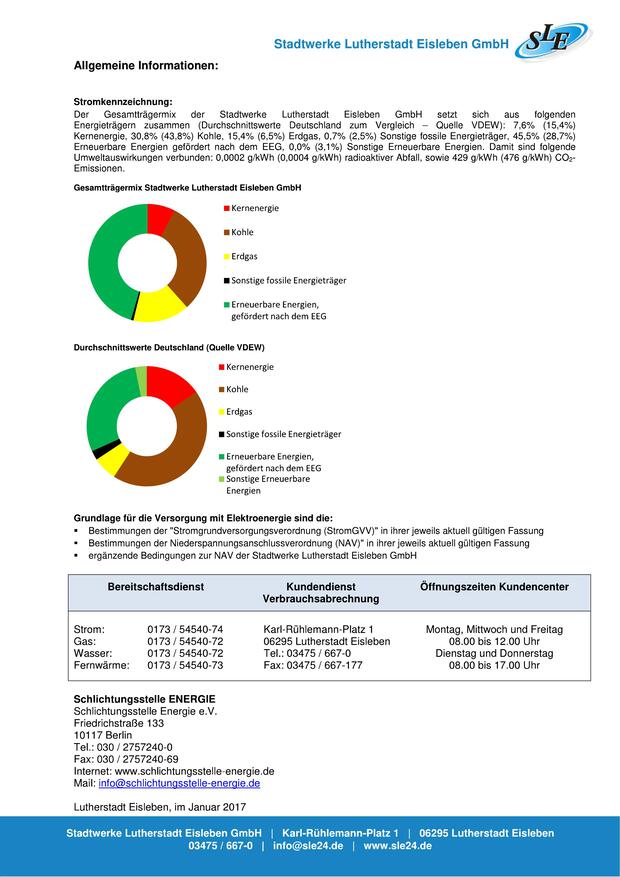 Stadtwerke Lutherstadt Eisleben GmbH
SLE
Allgemeine Informationen:
Stromkennzeichnung:
Der Gesamtträgermix der Stadtwerke Lutherstadt Eisleben GmbH setzt sich aus folgenden
Energieträgern zusammen (Durchschnittswerte Deutschland zum Vergleich – Quelle VDEW): 7,6% (15,4%)
Kernenergie, 30,8% (43,8%) Kohle, 15,4% (6,5%) Erdgas, 0,7% (2,5%) Sonstige fossile Energieträger, 45,5% (28,7%)
Erneuerbare Energien gefördert nach dem EEG, 0,0% (3,1%) Sonstige Erneuerbare Energien. Damit sind folgende
Umweltauswirkungen verbunden: 0,0002 g/kWh (0,0004 g/kWh) radioaktiver Abfall, sowie 429 g/kWh (476 g/kWh) CO₂-
Emissionen.
Gesamtträgermix Stadtwerke Lutherstadt Eisleben GmbH
Kernenergie
Kohle
Erdgas
Sonstige fossile Energieträger
Erneuerbare Energien,
gefördert nach dem EEG
Durchschnittswerte Deutschland (Quelle VDEW)
Kernenergie
Kohle
Erdgas
Sonstige fossile Energieträger
Erneuerbare Energien,
gefördert nach dem EEG
Sonstige Erneuerbare
Energien
Grundlage für die Versorgung mit Elektroenergie sind die:
▪ Bestimmungen der "Stromgrundversorgungsverordnung (StromGVV)" in ihrer jeweils aktuell gültigen Fassung
▪ Bestimmungen der Niederspannungsanschlussverordnung (NAV)" in ihrer jeweils aktuell gültigen Fassung
▪ ergänzende Bedingungen zur NAV der Stadtwerke Lutherstadt Eisleben GmbH
Bereitschaftsdienst
Kundendienst
Verbrauchsabrechnung
Öffnungszeiten Kundencenter
Strom: 0173 / 54540-74
Gas: 0173 / 54540-72
Wasser: 0173 / 54540-72
Fernwärme: 0173 / 54540-73
Karl-Rühlemann-Platz 1
06295 Lutherstadt Eisleben
Tel.: 03475 / 667-0
Fax: 03475 / 667-177
Montag, Mittwoch und Freitag
08.00 bis 12.00 Uhr
Dienstag und Donnerstag
08.00 bis 17.00 Uhr
Schlichtungsstelle ENERGIE
Schlichtungsstelle Energie e.V.
Friedrichstraße 133
10117 Berlin
Tel.: 030 / 2757240-0
Fax: 030 / 2757240-69
Internet: www.schlichtungsstelle-energie.de
Mail: info@schlichtungsstelle-energie.de
Lutherstadt Eisleben, im Januar 2017
Stadtwerke Lutherstadt Eisleben GmbH | Karl-Rühlemann-Platz 1 | 06295 Lutherstadt Eisleben
03475 / 667-0 | info@sle24.de | www.sle24.de